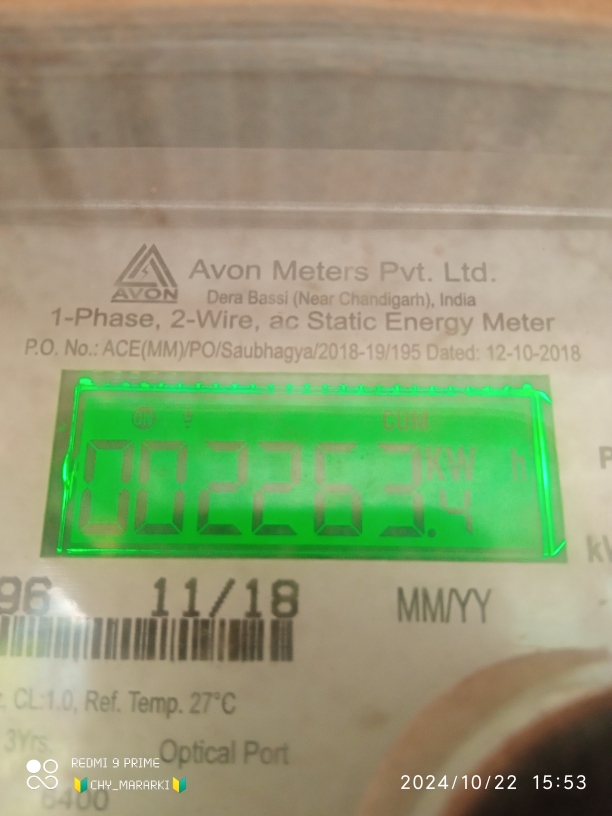 Avon Meters Pvt. Ltd.
AVON
Dera Bassi (Near Chandigarh), India
1-Phase, 2-Wire, ac Static Energy Meter
P.O. No.: ACE(MM)/PO/Saubhagya/2018-19/195 Dated: 12-10-2018
CUM
002263.4 KW h
96 11/18 MM/YY
CL:1.0, Ref. Temp. 27°C
3Yrs. Optical Port
6400
REDMI 9 PRIME
CHY_MARARKI
2024/10/22 15:53